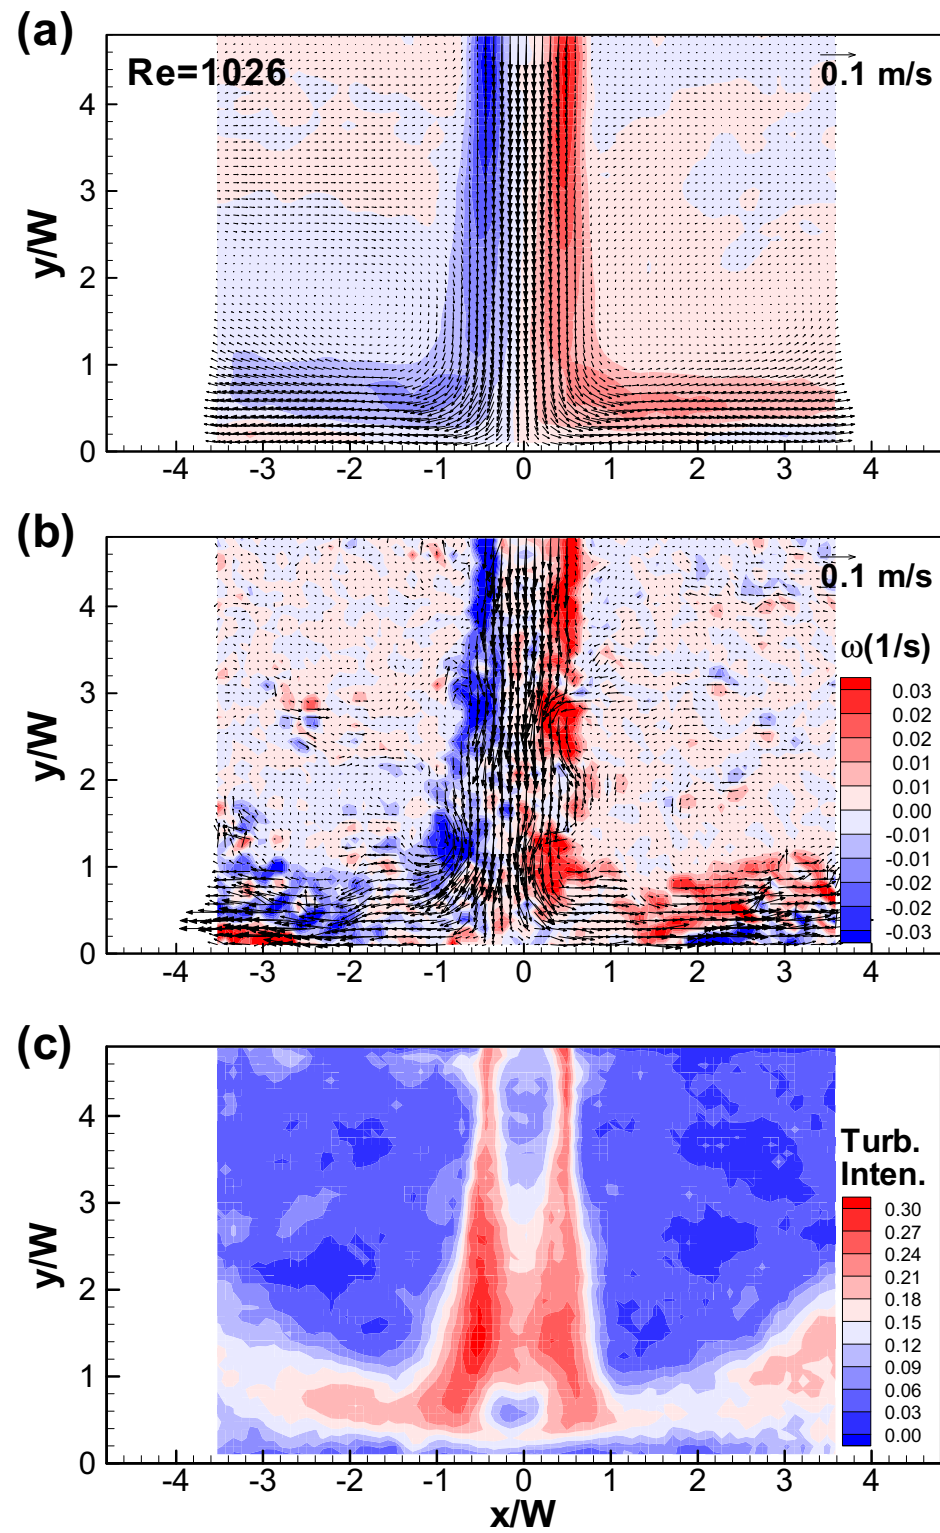 (a)
Re=1026
0.1 m/s
y/W
4
3
2
1
0
-4 -3 -2 -1 0 1 2 3 4
(b)
0.1 m/s
ω(1/s)
0.03
0.02
0.02
0.01
0.01
0.00
-0.01
-0.01
-0.02
-0.02
-0.03
y/W
4
3
2
1
0
-4 -3 -2 -1 0 1 2 3 4
(c)
Turb.
Inten.
0.30
0.27
0.24
0.21
0.18
0.15
0.12
0.09
0.06
0.03
0.00
y/W
4
3
2
1
0
-4 -3 -2 -1 0 1 2 3 4
x/W